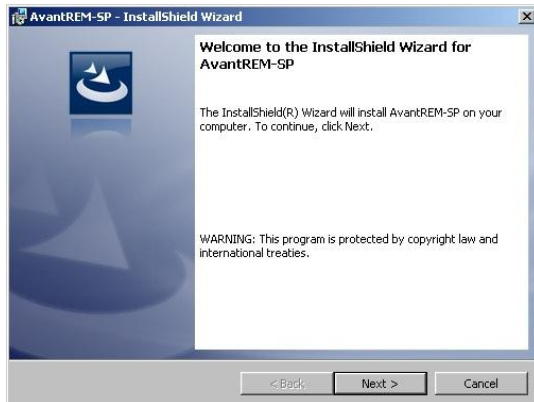 AvantREM-SP - InstallShield Wizard
Welcome to the InstallShield Wizard for
AvantREM-SP
The InstallShield(R) Wizard will install AvantREM-SP on your
computer. To continue, click Next.
WARNING: This program is protected by copyright law and
international treaties.
< Back
Next >
Cancel